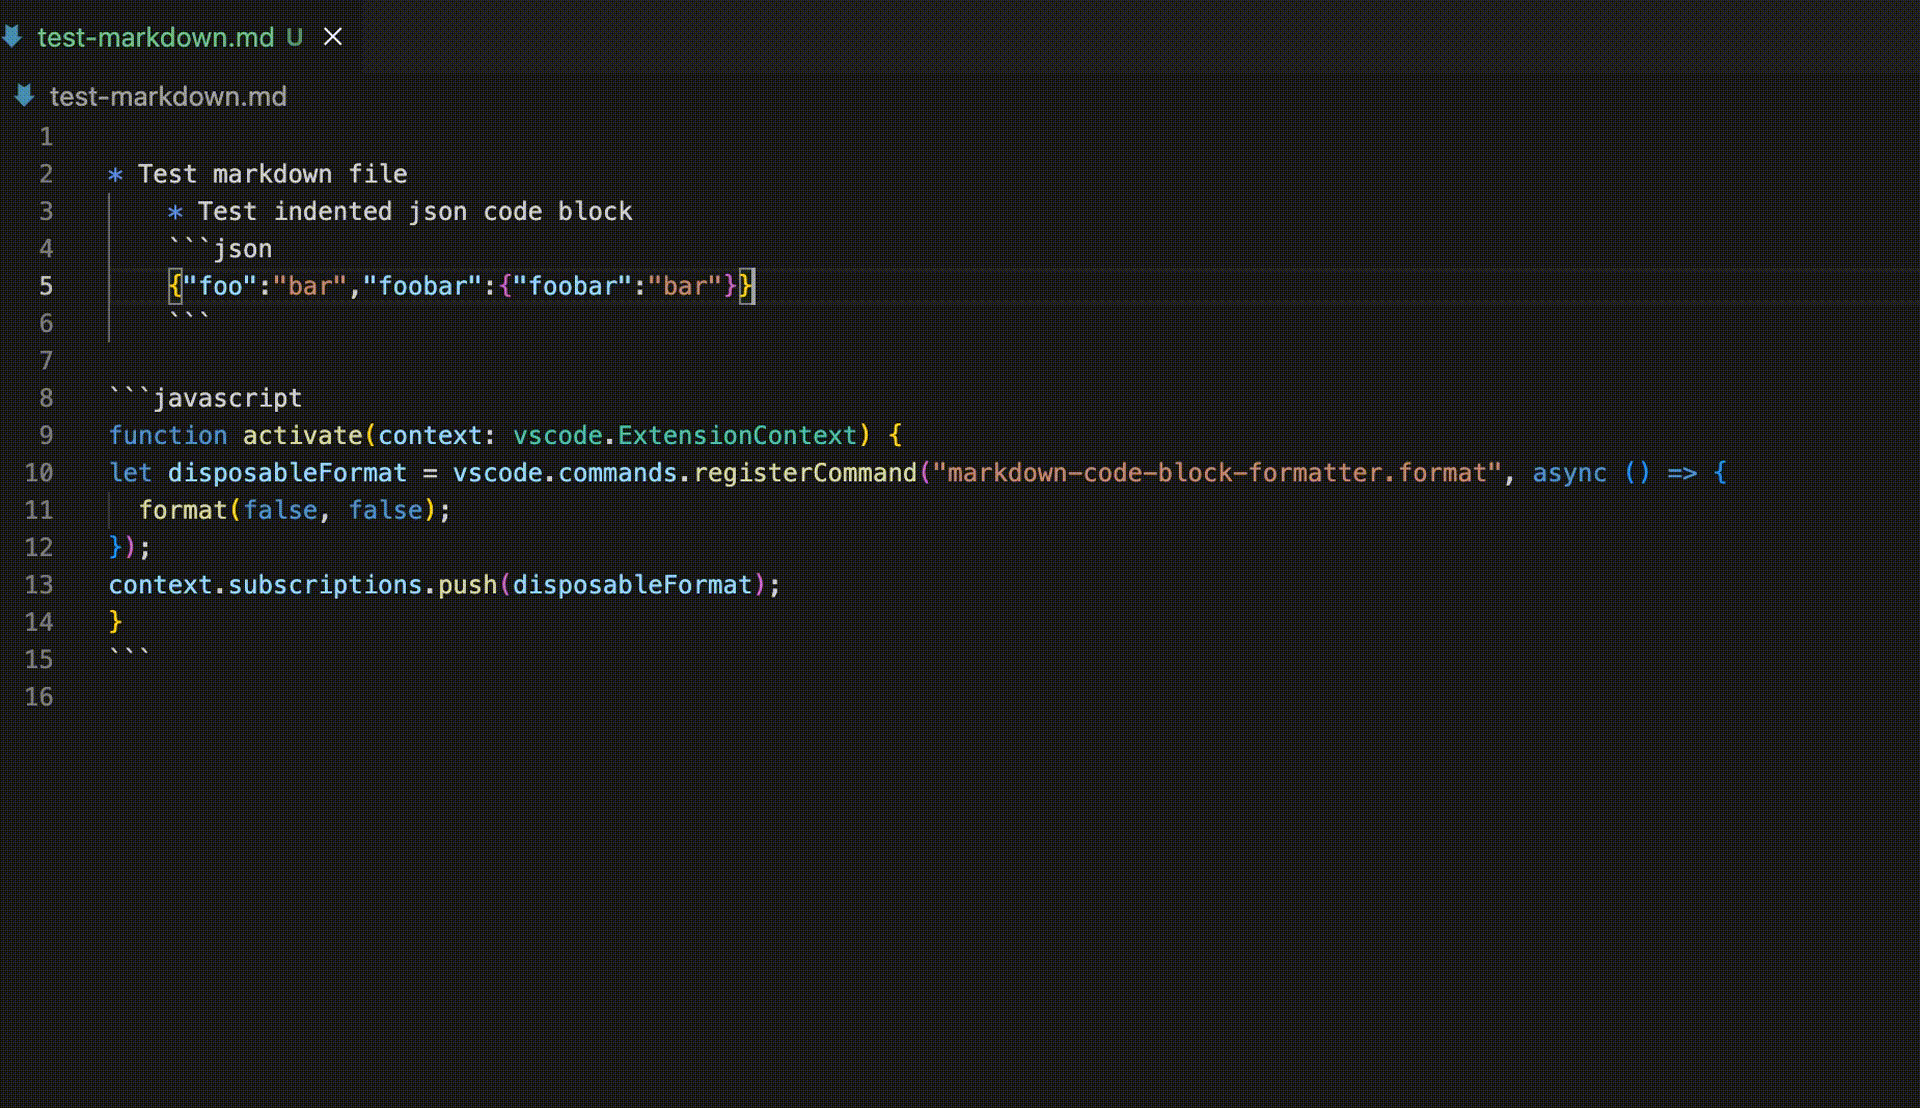 test-markdown.md U ×
test-markdown.md
1
2 * Test markdown file
3     * Test indented json code block
4     ```json
5     {"foo":"bar","foobar":{"foobar":"bar"}}
6     ```
7
8 ```javascript
9 function activate(context: vscode.ExtensionContext) {
10 let disposableFormat = vscode.commands.registerCommand("markdown-code-block-formatter.format", async () => {
11   format(false, false);
12 });
13 context.subscriptions.push(disposableFormat);
14 }
15 ```
16